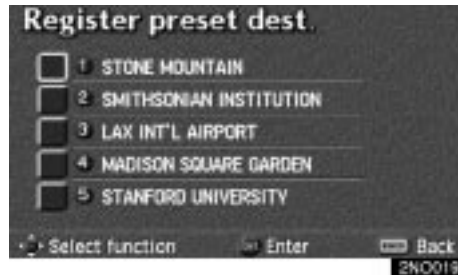 Register preset dest.
1 STONE MOUNTAIN
2 SMITHSONIAN INSTITUTION
3 LAX INT'L AIRPORT
4 MADISON SQUARE GARDEN
5 STANFORD UNIVERSITY
Select function Enter Back
2NO019